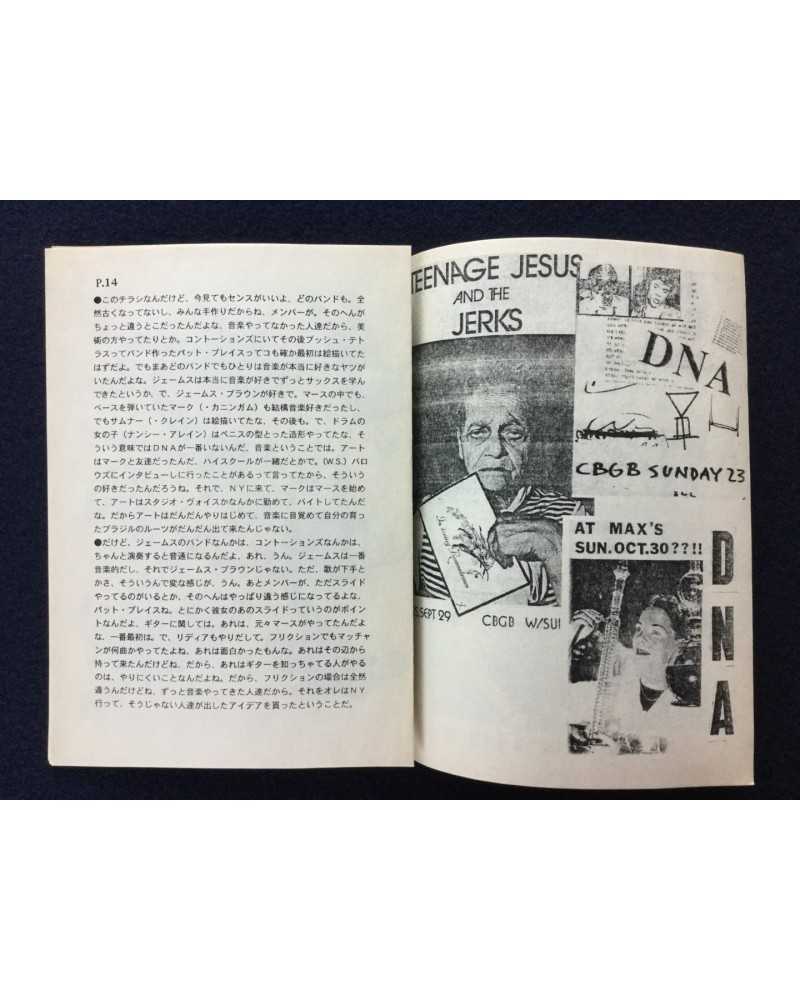 P.14
●このチラシなんだけど、今見てもセンスがいいよ、どのバンドも。全
然古くなってないし、みんな手作りだからね、メンバーが。そのへんが
ちょっと違うとこだったんだよな、音楽やってなかった人達だから、美
術の方やってたりとか。コントーションズにいてその後ブッシュ・テト
ラスってバンド作ったパット・プレイスってコも確か最初は絵描いてた
はずだよ。でもまあどのバンドでもひとりは音楽が本当に好きなヤツが
いたんだよな。ジェームスは本当に音楽が好きでずっとサックスを学ん
できたというか、で、ジェームス・ブラウンが好きで。マースの中でも、
ベースを弾いていたマーク（・カニンガム）も結構音楽好きだったし、
でもサムナー（・クレイン）は絵描いてたな、その後も。で、ドラムの
女の子（ナンシー・アレイン）はペニスの型とった造形やってたな、そ
ういう意味ではＤＮＡが一番いないんだ、音楽ということでは。アート
はマークと友達だったんだ、ハイスクールが一緒だとかで。（W.S.）バロ
ウズにインタビューしに行ったことがあるって言ってたから、そういう
の好きだったんだろうね。それで、ＮＹに来て、マークはマースを始め
て、アートはスタジオ・ヴォイスかなんかに勤めて、バイトしてたんだ
な。だからアートはだんだんやりはじめて、音楽に目覚めて自分の育っ
たブラジルのルーツがだんだん出て来たんじゃない。
●だけど、ジェームスのバンドなんかは、コントーションズなんかは、
ちゃんと演奏すると普通になるんだよ、あれ、うん。ジェームスは一番
音楽的だし、それでジェームス・ブラウンじゃない。ただ、歌が下手と
かさ、そういうんで変な感じが、うん。あとメンバーが、ただスライド
やってるのがいるとか、そのへんはやっぱり違う感じになってるよな、
パット・プレイスね。とにかく彼女のあのスライドっていうのがポイン
トなんだよ、ギターに関しては。あれは、元々マースがやってたんだよ
な、一番最初は。で、リディアもやりだして。フリクションでもマッチャ
ンが何曲かやってたよね、あれは面白かったもんな。あれはその辺から
持って来たんだけどね、だから、あれはギターを知っちゃてる人がやる
のは、やりにくいことなんだよね。だから、フリクションの場合は全然
違うんだけどね、ずっと音楽やってきた人達だから。それをオレはＮＹ
行って、そうじゃない人達が出したアイデアを貰ったということだ。
TEENAGE JESUS
AND THE
JERKS
DNA
CBGB SUNDAY 23
AT MAX'S
SUN.OCT.30??!!
DNA
SEPT 29
CBGB W/SUI